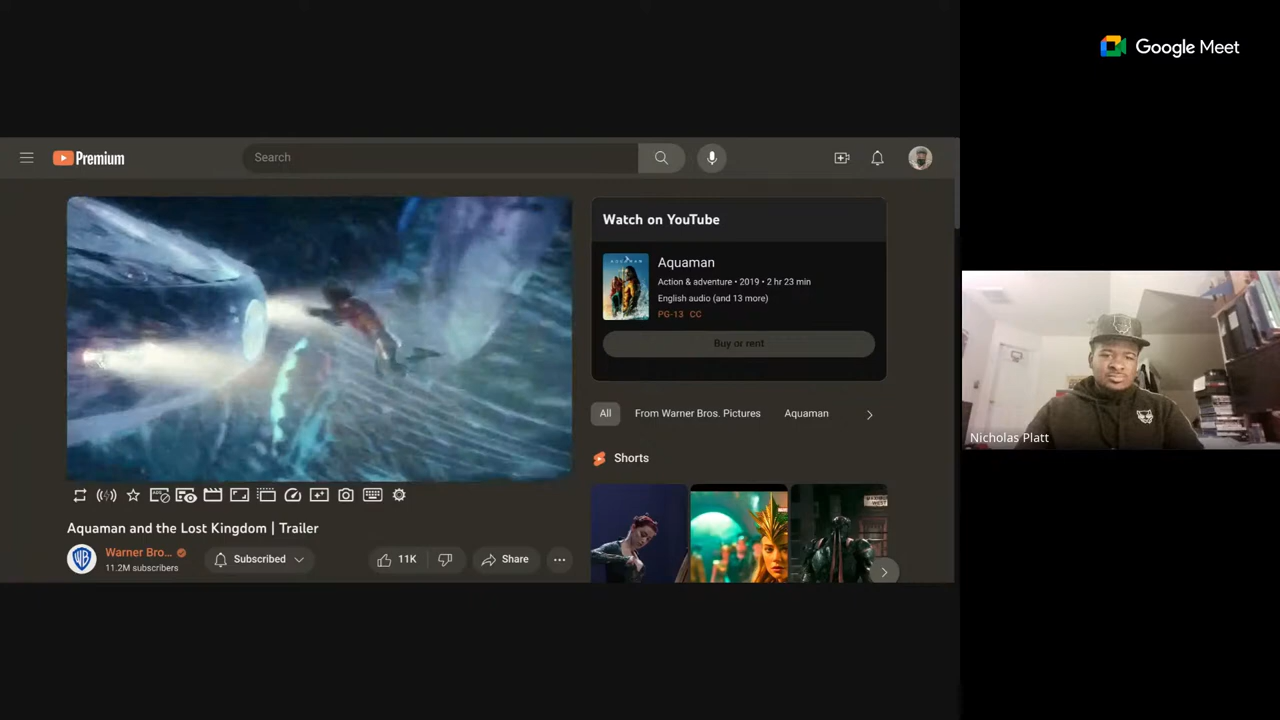 Google Meet
Premium
Search
Watch on YouTube
Aquaman
Action & adventure • 2019 • 2 hr 23 min
English audio (and 13 more)
PG-13 CC
Buy or rent
All
From Warner Bros. Pictures
Aquaman
Shorts
Aquaman and the Lost Kingdom | Trailer
Warner Bro...
11.2M subscribers
Subscribed
11K
Share
Nicholas Platt